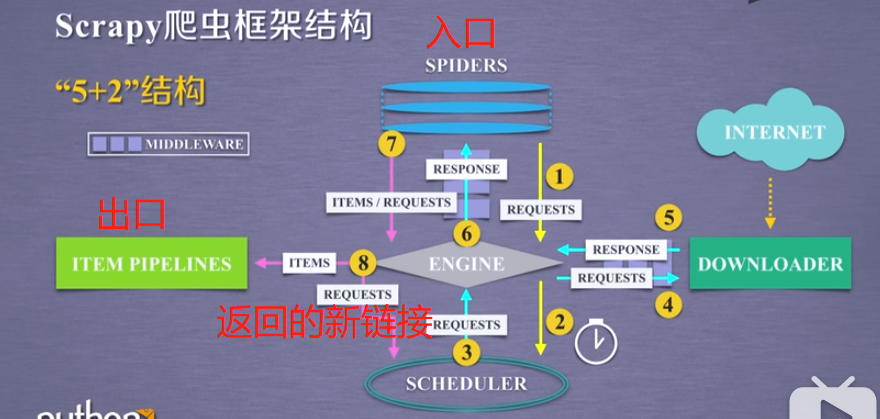 Scrapy爬虫框架结构
入口
SPIDERS
“5+2”结构
INTERNET
MIDDLEWARE
7
RESPONSE
1
ITEMS / REQUESTS
REQUESTS
出口
5
6
RESPONSE
ITEM PIPELINES
ITEMS
8
ENGINE
REQUESTS
DOWNLOADER
REQUESTS
4
返回的新链接
REQUESTS
2
3
SCHEDULER